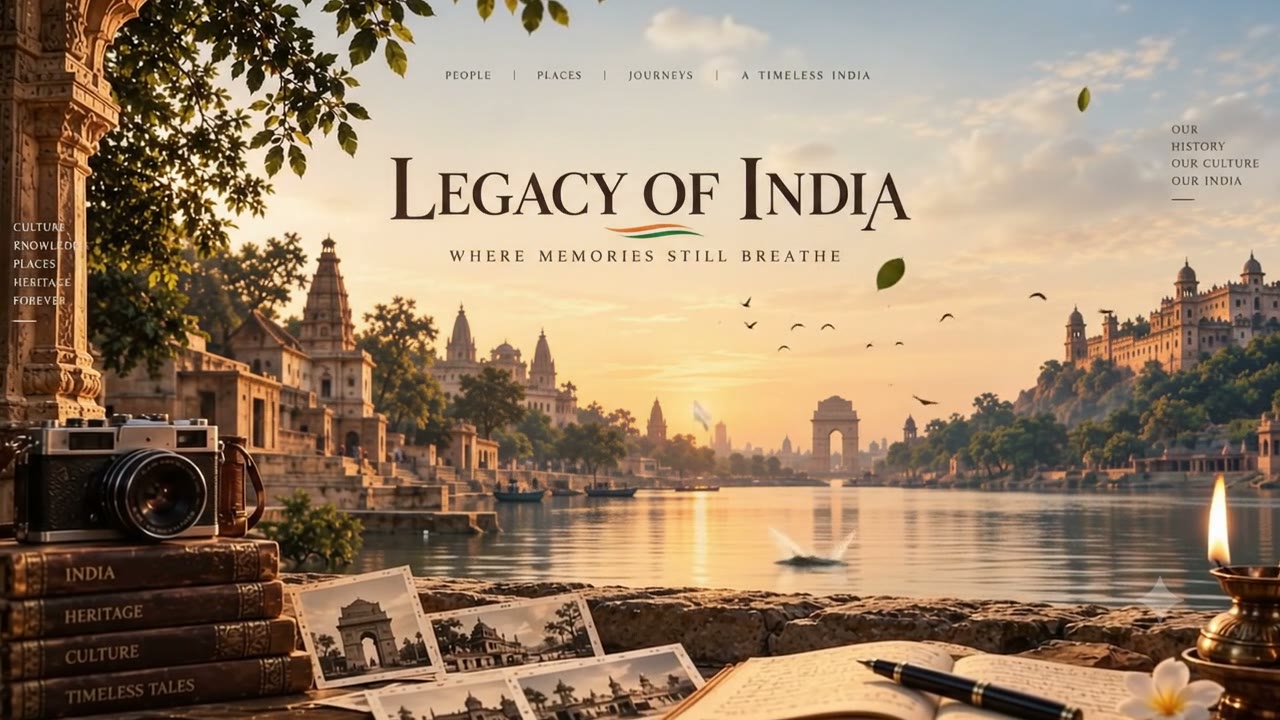 PEOPLE | PLACES | JOURNEYS | A TIMELESS INDIA
LEGACY OF INDIA
WHERE MEMORIES STILL BREATHE
OUR
HISTORY
OUR CULTURE
OUR INDIA
CULTURE
KNOWLEDGE
PLACES
HERITAGE
FOREVER
INDIA
HERITAGE
CULTURE
TIMELESS TALES